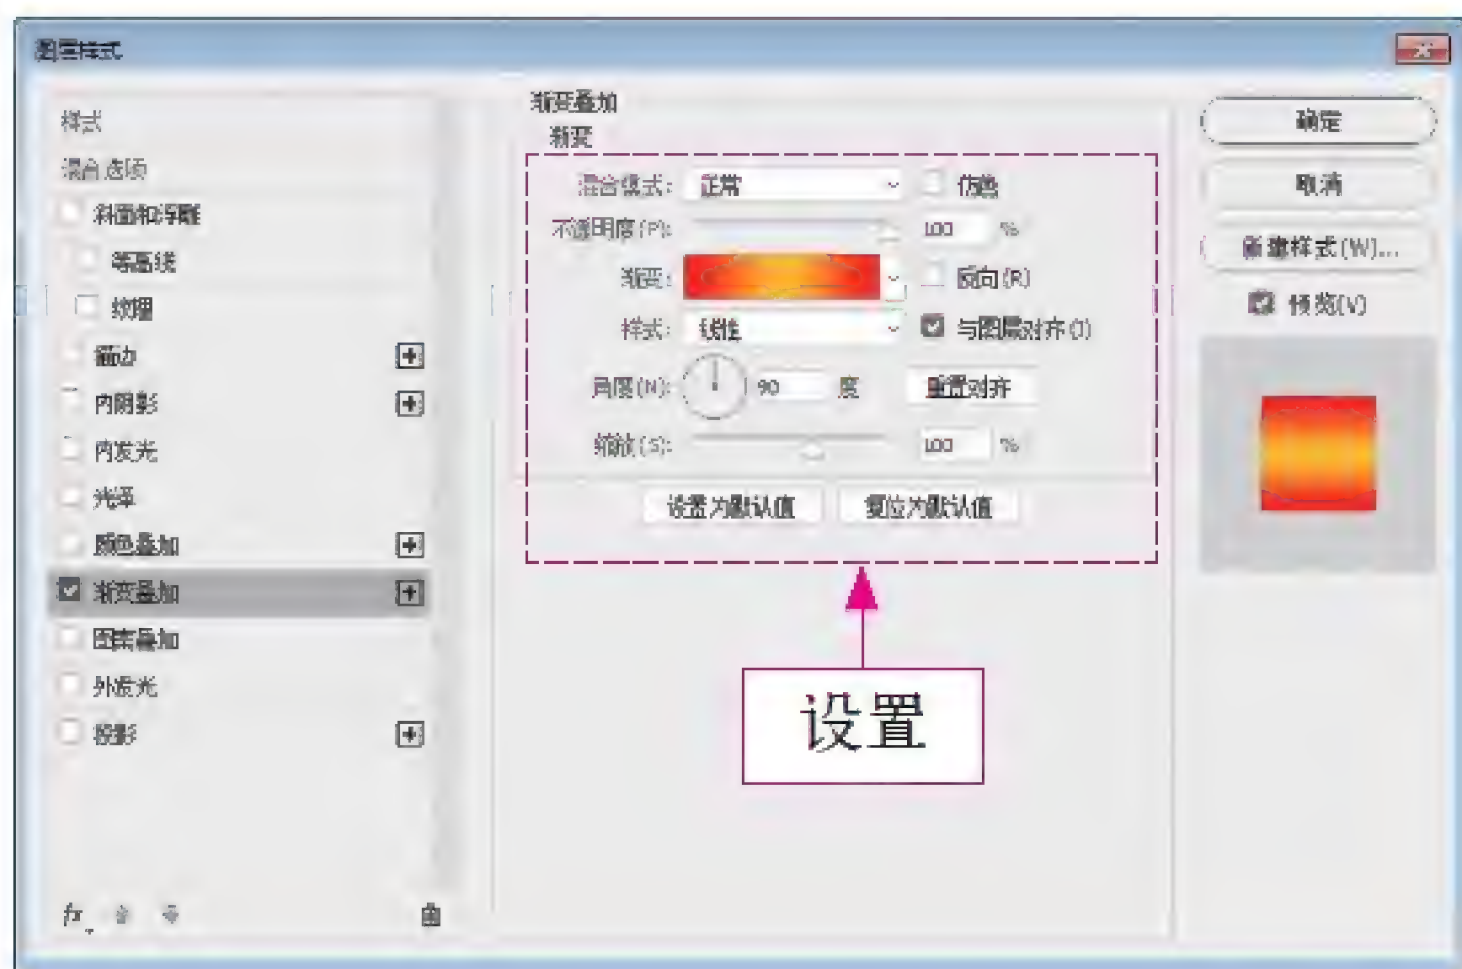 图层样式
样式
混合选项
斜面和浮雕
等高线
纹理
描边
内阴影
内发光
光泽
颜色叠加
渐变叠加
图案叠加
外发光
投影
fx
渐变叠加
渐变
混合模式: 正常 仿色
不透明度(P): 100 %
渐变: 反向(R)
样式: 线性 与图层对齐(I)
角度(N): 90 度 重置对齐
缩放(S): 100 %
设置为默认值 复位为默认值
设置
确定
取消
新建样式(W)...
预览(V)